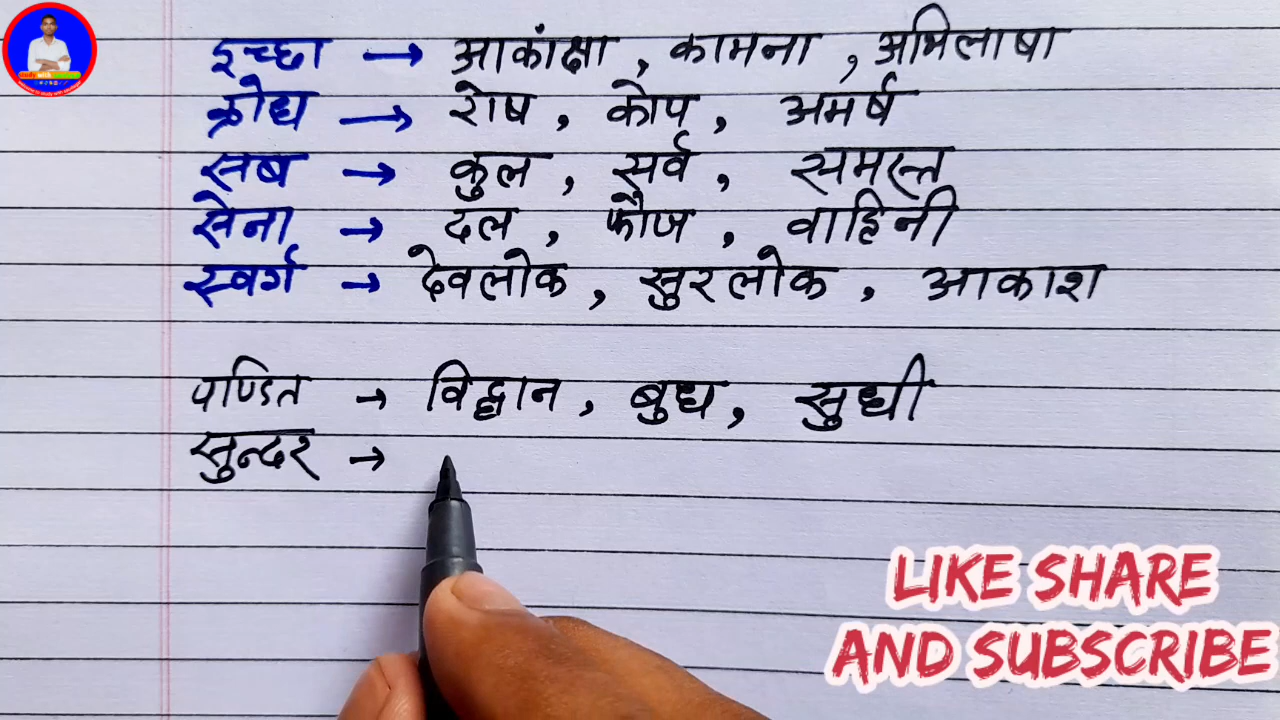 इच्छा → आकांक्षा , कामना , अभिलाषा
क्रोध → रोष , कोप , अमर्ष
सब → कुल , सर्व , समस्त
सेना → दल , फौज , वाहिनी
स्वर्ग → देवलोक , सुरलोक , आकाश
पण्डित → विद्वान , बुध , सुधी
सुन्दर →
LIKE SHARE
AND SUBSCRIBE